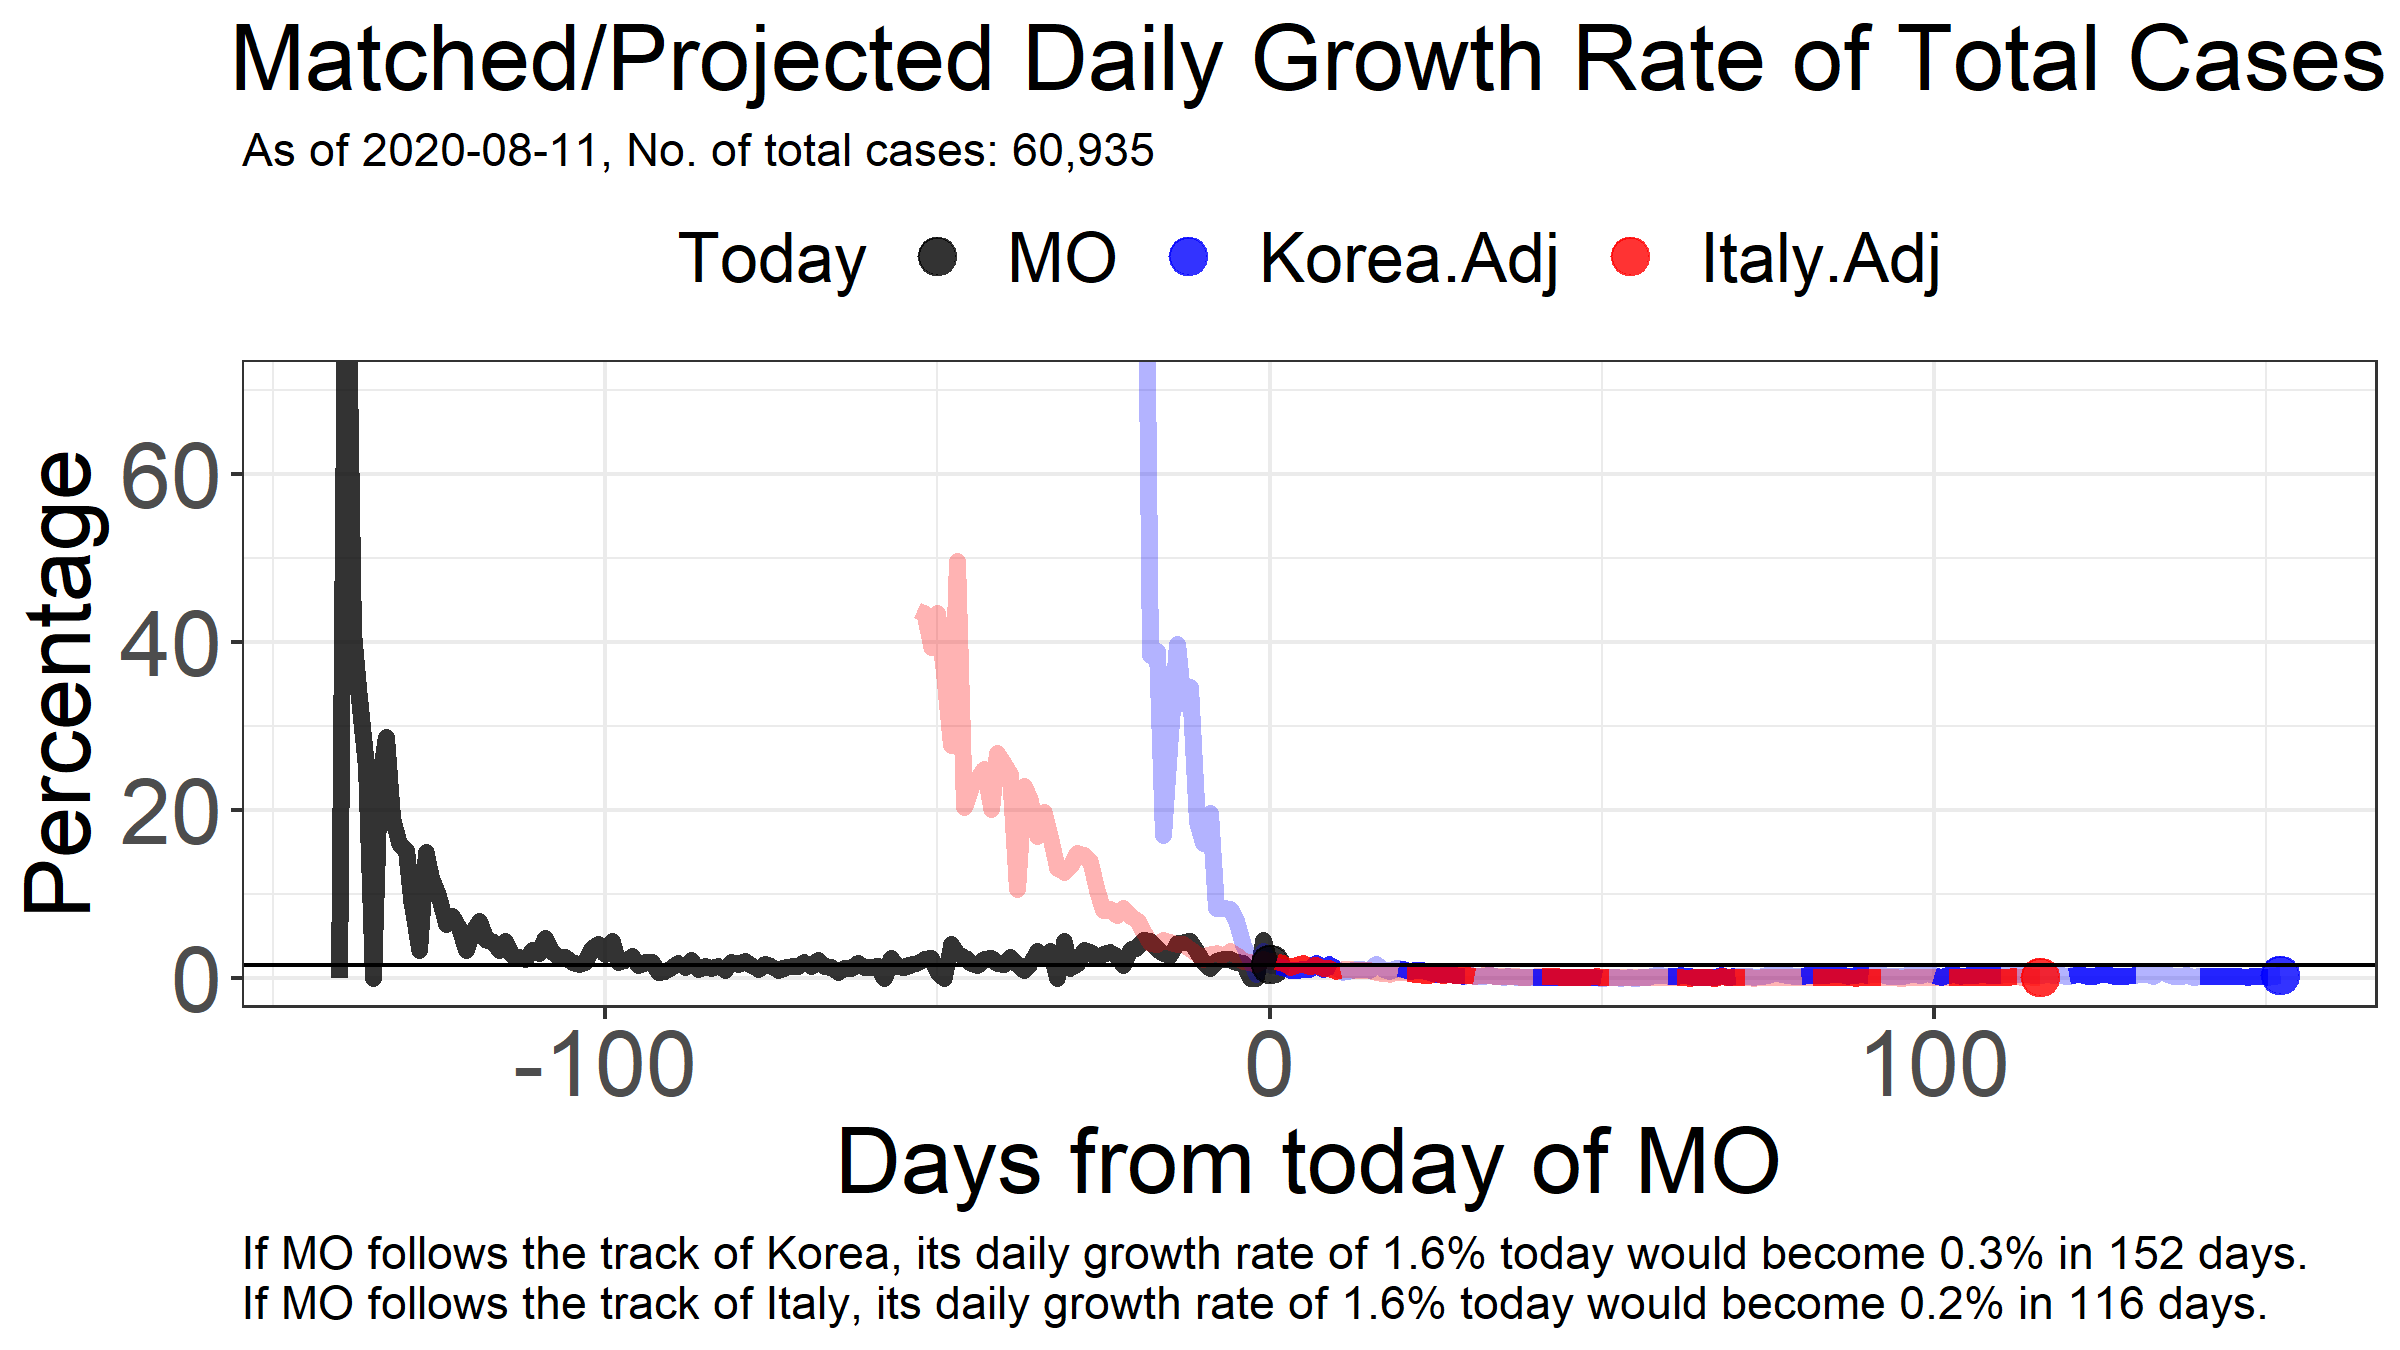 Matched/Projected Daily Growth Rate of Total Cases
As of 2020-08-11, No. of total cases: 60,935
Today MO Korea.Adj Italy.Adj
Percentage
60
40
20
0
-100 0 100
Days from today of MO
If MO follows the track of Korea, its daily growth rate of 1.6% today would become 0.3% in 152 days.
If MO follows the track of Italy, its daily growth rate of 1.6% today would become 0.2% in 116 days.